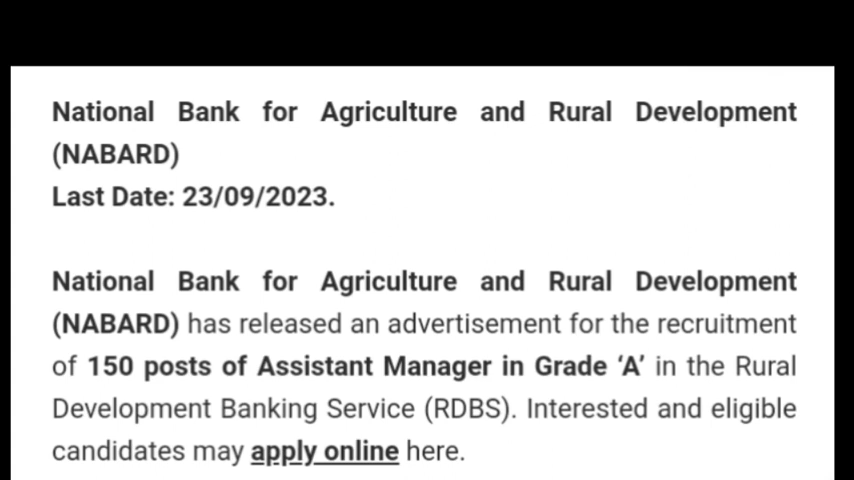 National Bank for Agriculture and Rural Development
(NABARD)
Last Date: 23/09/2023.
National Bank for Agriculture and Rural Development
(NABARD) has released an advertisement for the recruitment
of 150 posts of Assistant Manager in Grade ‘A’ in the Rural
Development Banking Service (RDBS). Interested and eligible
candidates may apply online here.